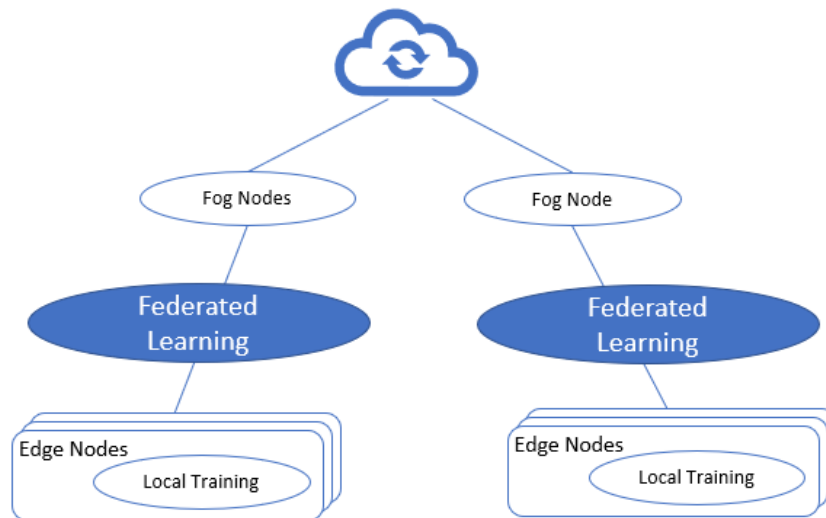 Fog Nodes
Fog Node
Federated
Learning
Federated
Learning
Edge Nodes
Local Training
Edge Nodes
Local Training